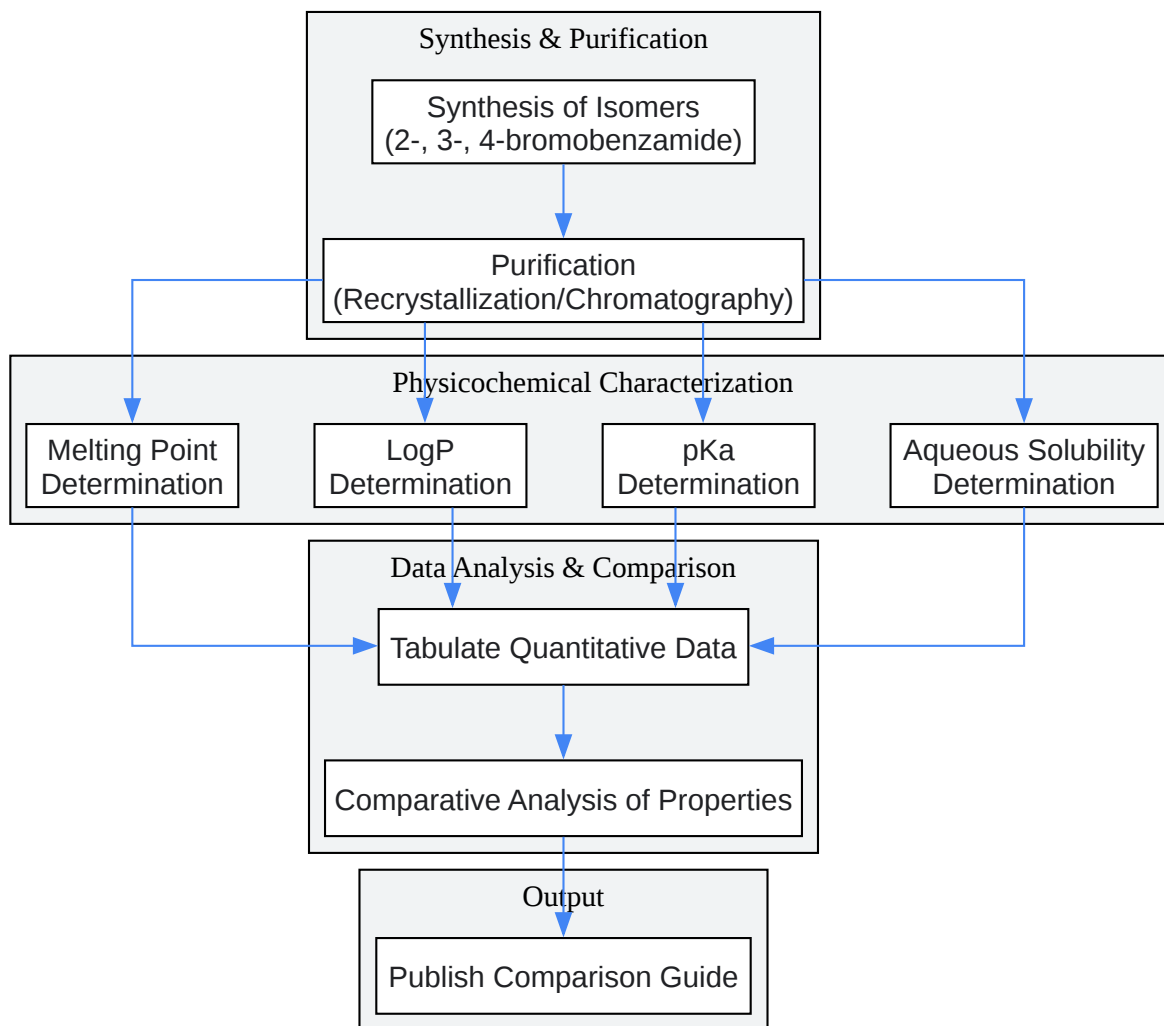 Synthesis & Purification
Synthesis of Isomers
(2-, 3-, 4-bromobenzamide)
Purification
(Recrystallization/Chromatography)
Physicochemical Characterization
Melting Point
Determination
LogP
Determination
pKa
Determination
Aqueous Solubility
Determination
Data Analysis & Comparison
Tabulate Quantitative Data
Comparative Analysis of Properties
Output
Publish Comparison Guide